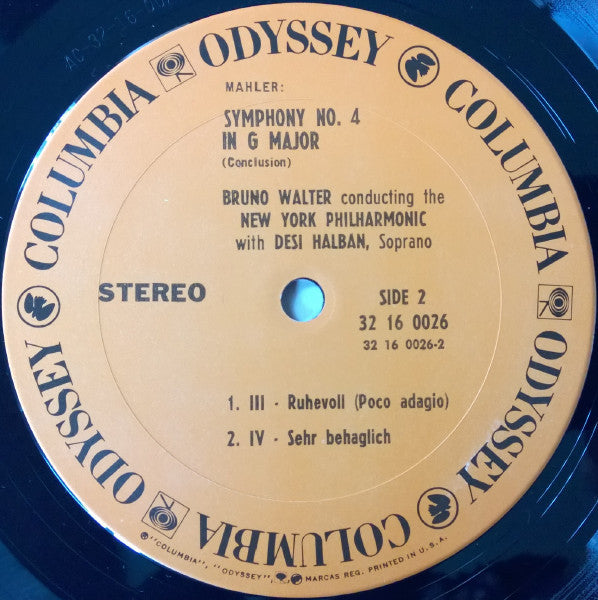 ODYSSEY
COLUMBIA
ODYSSEY
COLUMBIA
ODYSSEY
COLUMBIA
MAHLER:
SYMPHONY NO. 4
IN G MAJOR
(Conclusion)
BRUNO WALTER conducting the
NEW YORK PHILHARMONIC
with DESI HALBAN, Soprano
STEREO
SIDE 2
32 16 0026
32 16 0026-2
1. III - Ruhevoll (Poco adagio)
2. IV - Sehr behaglich
"COLUMBIA", "ODYSSEY", MARCAS REG. PRINTED IN U.S.A.